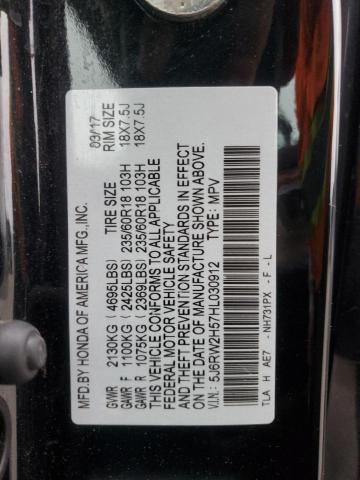 MFD.BY HONDA OF AMERICA MFG.,INC. 03/17
TIRE SIZE RIM SIZE
GVWR 2130KG (4695LBS)
GAWR F 1100KG (2425LBS) 235/60R18 103H 18X7.5J
GAWR R 1075KG (2369LBS) 235/60R18 103H 18X7.5J
THIS VEHICLE CONFORMS TO ALL APPLICABLE
FEDERAL MOTOR VEHICLE SAFETY
AND THEFT PREVENTION STANDARDS IN EFFECT
ON THE DATE OF MANUFACTURE SHOWN ABOVE.
V.I.N.: 5J6RW2H57HL030912 TYPE: MPV
TLA H AE7 - NH731PX - F - L